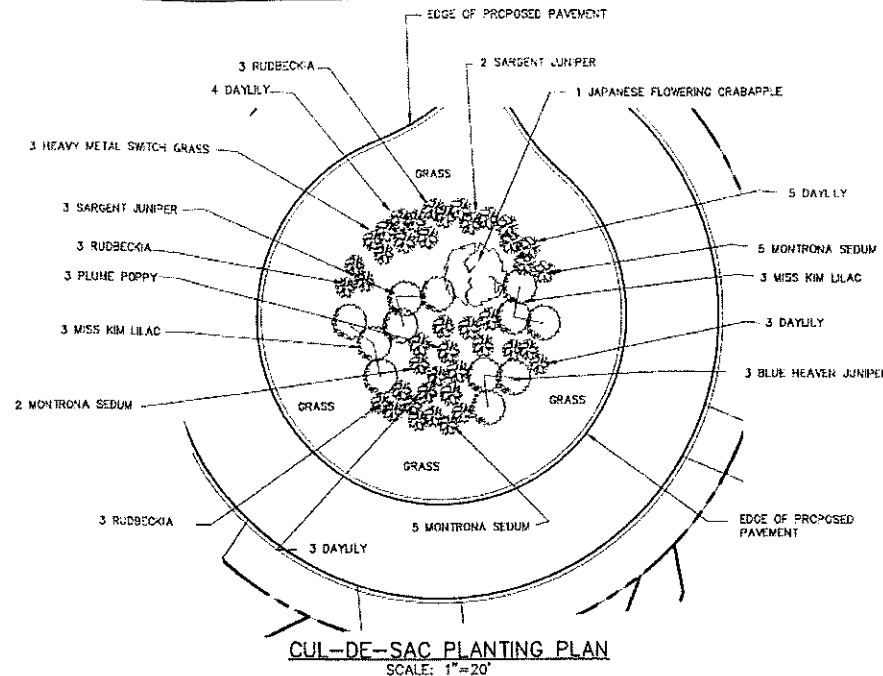 EDGE OF PROPOSED PAVEMENT
3 RUDBECKIA
2 SARGENT JUNIPER
4 DAYLILY
1 JAPANESE FLOWERING CRABAPPLE
3 HEAVY METAL SWITCH GRASS
GRASS
3 SARGENT JUNIPER
5 DAYLILY
3 RUDBECKIA
5 MONTRONA SEDUM
3 PLUME POPPY
3 MISS KIM LILAC
3 MISS KIM LILAC
3 DAYLILY
3 BLUE HEAVER JUNIPER
2 MONTRONA SEDUM
GRASS
GRASS
GRASS
3 RUDBECKIA
5 MONTRONA SEDUM
EDGE OF PROPOSED
PAVEMENT
3 DAYLILY
CUL-DE-SAC PLANTING PLAN
SCALE: 1"=20'